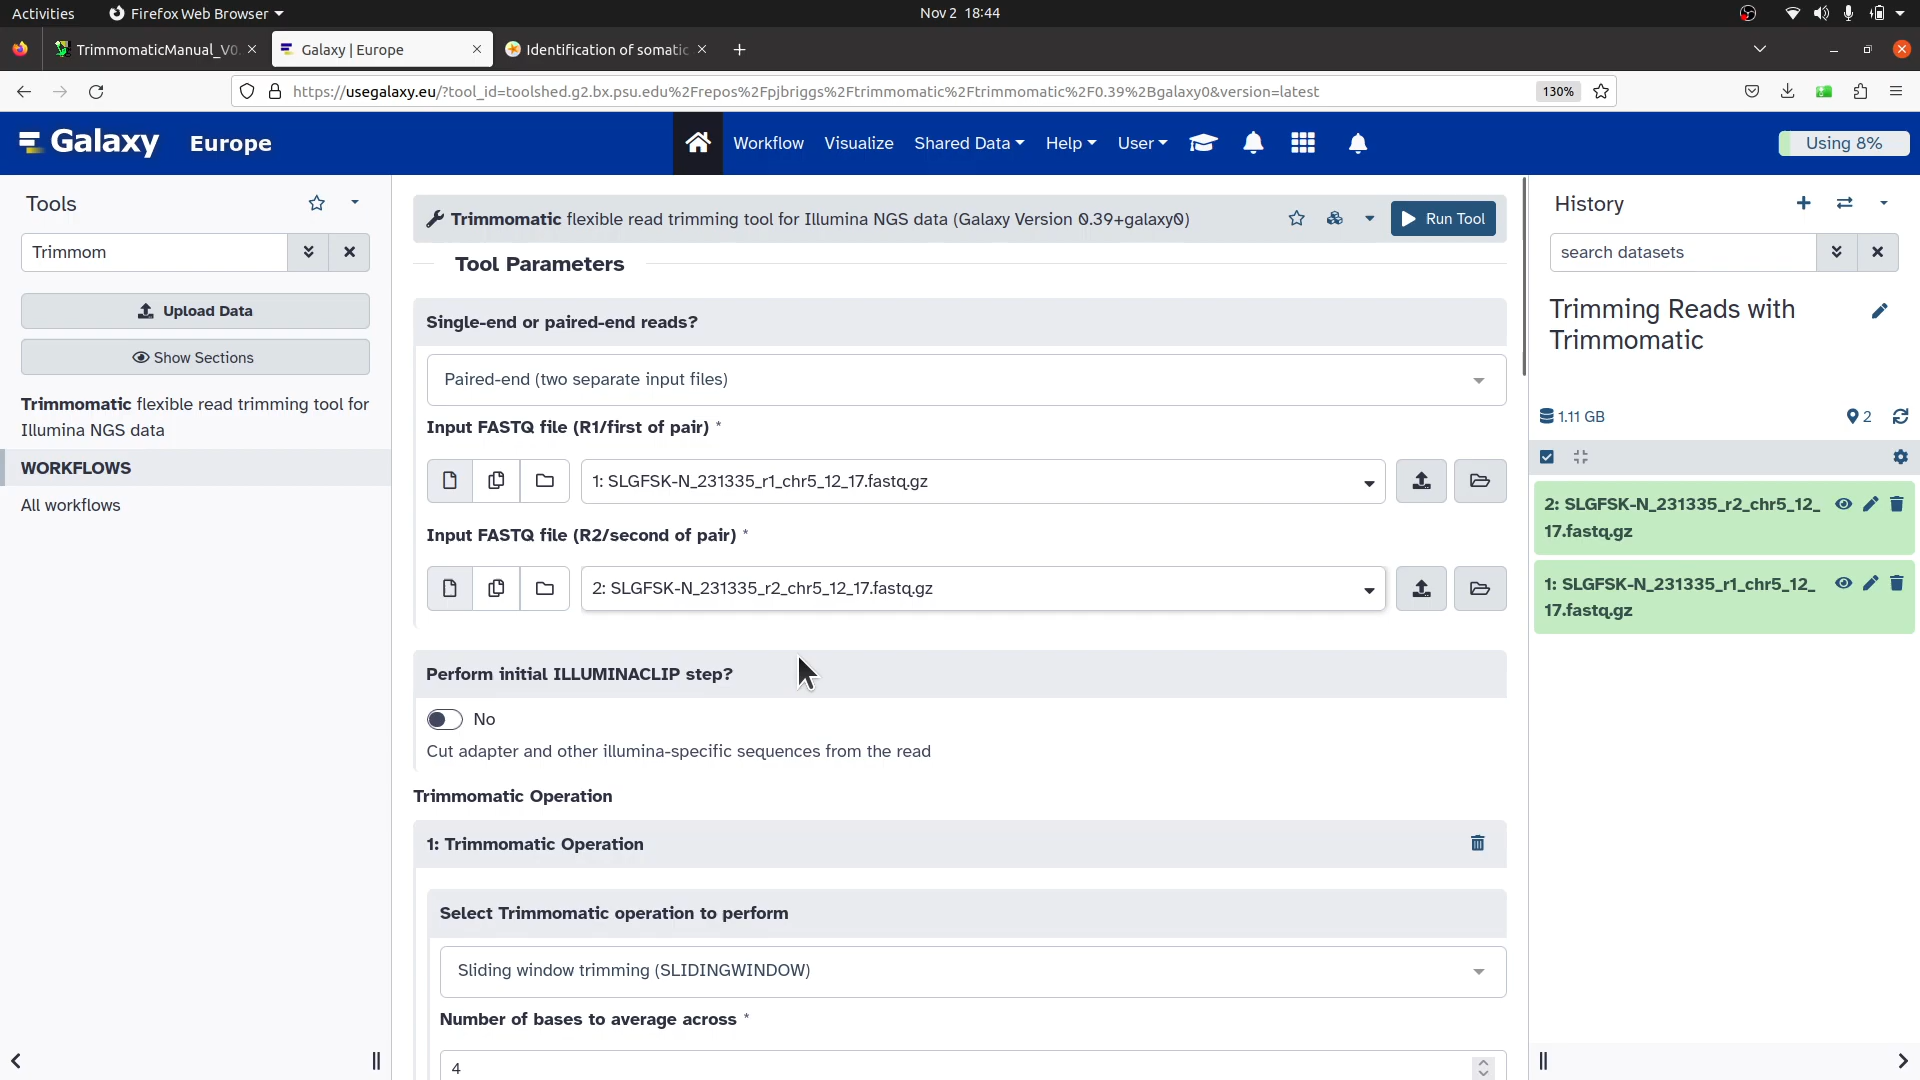 Activities
Firefox Web Browser
Nov 2 18:44
TrimmomaticManual_V0.
Galaxy | Europe
Identification of somatic
https://usegalaxy.eu/?tool_id=toolshed.g2.bx.psu.edu%2Frepos%2Fpjbriggs%2Ftrimmomatic%2Ftrimmomatic%2F0.39%2Bgalaxy0&version=latest
130%
Galaxy Europe
Workflow
Visualize
Shared Data
Help
User
Using 8%
Tools
Trimmom
Upload Data
Show Sections
Trimmomatic flexible read trimming tool for
Illumina NGS data
WORKFLOWS
All workflows
Trimmomatic flexible read trimming tool for Illumina NGS data (Galaxy Version 0.39+galaxy0)
Run Tool
Tool Parameters
Single-end or paired-end reads?
Paired-end (two separate input files)
Input FASTQ file (R1/first of pair) *
1: SLGFSK-N_231335_r1_chr5_12_17.fastq.gz
Input FASTQ file (R2/second of pair) *
2: SLGFSK-N_231335_r2_chr5_12_17.fastq.gz
Perform initial ILLUMINACLIP step?
No
Cut adapter and other illumina-specific sequences from the read
Trimmomatic Operation
1: Trimmomatic Operation
Select Trimmomatic operation to perform
Sliding window trimming (SLIDINGWINDOW)
Number of bases to average across *
4
History
search datasets
Trimming Reads with
Trimmomatic
1.11 GB
2
2: SLGFSK-N_231335_r2_chr5_12_
17.fastq.gz
1: SLGFSK-N_231335_r1_chr5_12_
17.fastq.gz